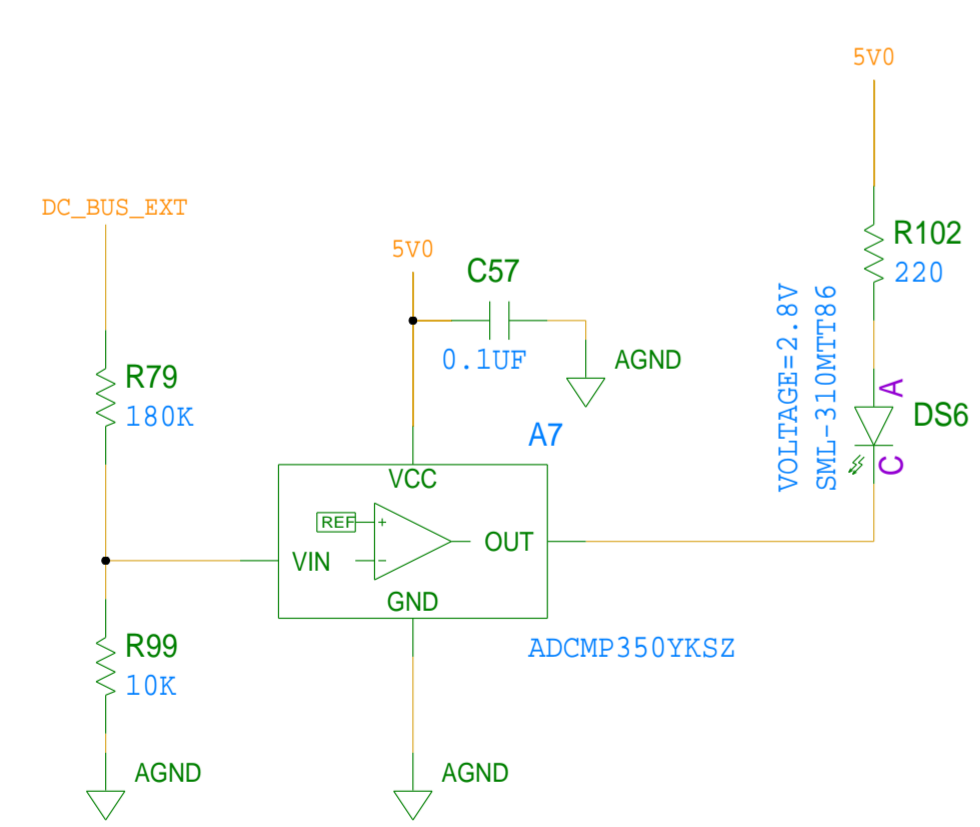 5V0
DC_BUS_EXT
R102
220
5V0
C57
0.1UF
AGND
VOLTAGE=2.8V
SML-310MTT86
A
DS6
C
R79
180K
A7
VCC
REF
+
VIN
-
OUT
GND
R99
10K
ADCMP350YKSZ
AGND
AGND